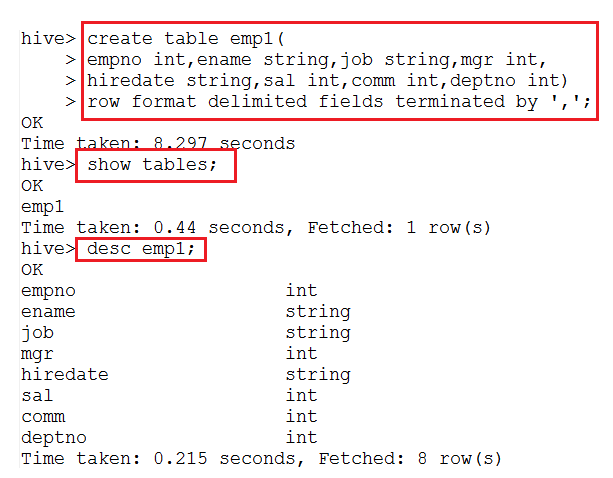 hive> create table emp1(
    > empno int,ename string,job string,mgr int,
    > hiredate string,sal int,comm int,deptno int)
    > row format delimited fields terminated by ',';
OK
Time taken: 8.297 seconds
hive> show tables;
OK
emp1
Time taken: 0.44 seconds, Fetched: 1 row(s)
hive> desc emp1;
OK
empno                   int
ename                   string
job                     string
mgr                     int
hiredate                string
sal                     int
comm                    int
deptno                  int
Time taken: 0.215 seconds, Fetched: 8 row(s)